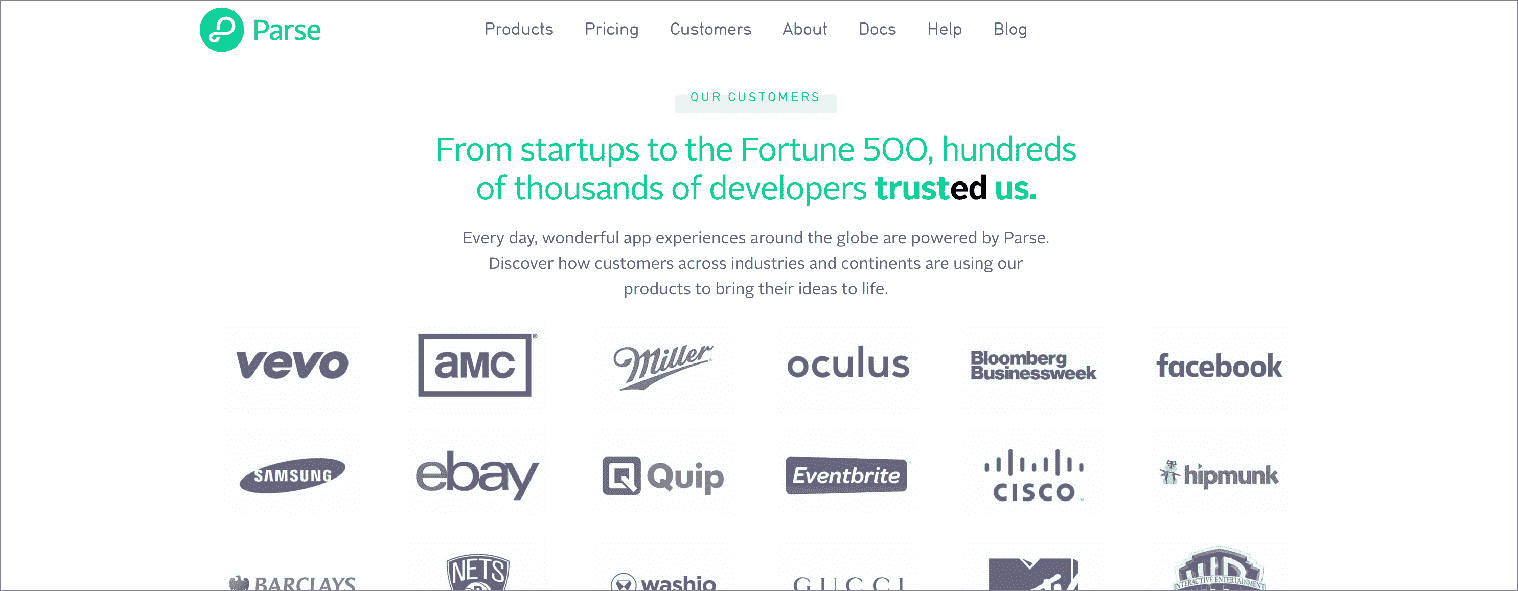 Parse
Products Pricing Customers About Docs Help Blog
OUR CUSTOMERS
From startups to the Fortune 500, hundreds
of thousands of developers trusted us.
Every day, wonderful app experiences around the globe are powered by Parse.
Discover how customers across industries and continents are using our
products to bring their ideas to life.
vevo
aMC
Miller
oculus
Bloomberg
Businessweek
facebook
SAMSUNG
ebay
Quip
Eventbrite
CISCO
hipmunk
BARCLAYS
NETS
washio
GUCCI
INTERACTIVE ENTERTAINMENT